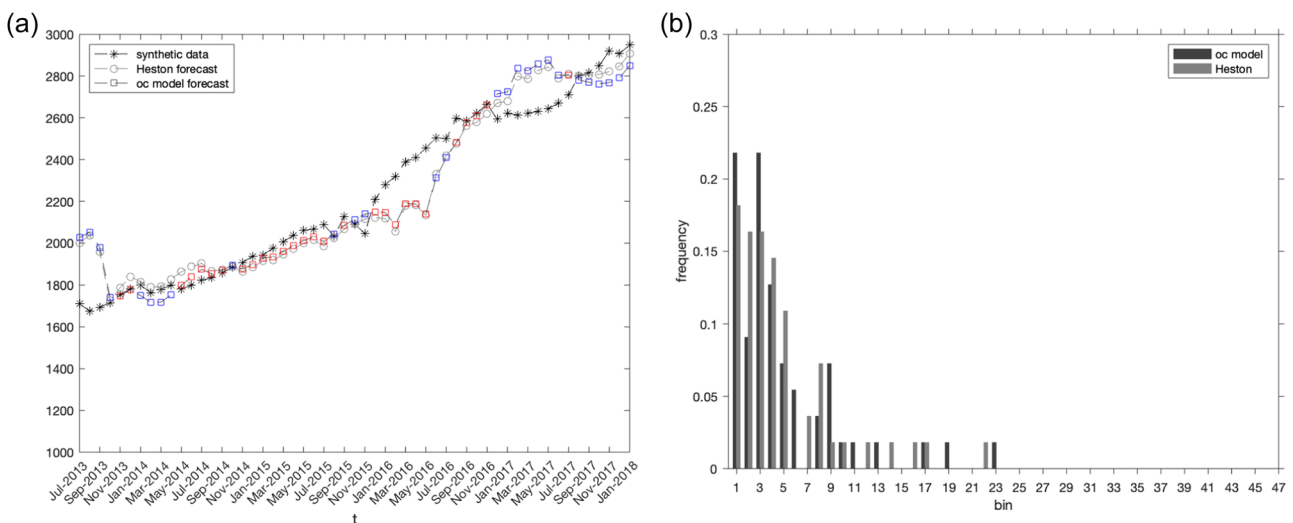 (a)
3000
2800
2600
2400
2200
2000
1800
1600
1400
1200
1000
synthetic data
Heston forecast
oc model forecast
Jul-2013
Sep-2013
Nov-2013
Jan-2014
Mar-2014
May-2014
Jul-2014
Sep-2014
Nov-2014
Jan-2015
Mar-2015
May-2015
Jul-2015
Sep-2015
Nov-2015
Jan-2016
Mar-2016
May-2016
Jul-2016
Sep-2016
Nov-2016
Jan-2017
Mar-2017
May-2017
Jul-2017
Sep-2017
Nov-2017
Jan-2018
t
(b)
0.3
0.25
0.2
0.15
0.1
0.05
0
frequency
oc model
Heston
1 3 5 7 9 11 13 15 17 19 21 23 25 27 29 31 33 35 37 39 41 43 45 47
bin